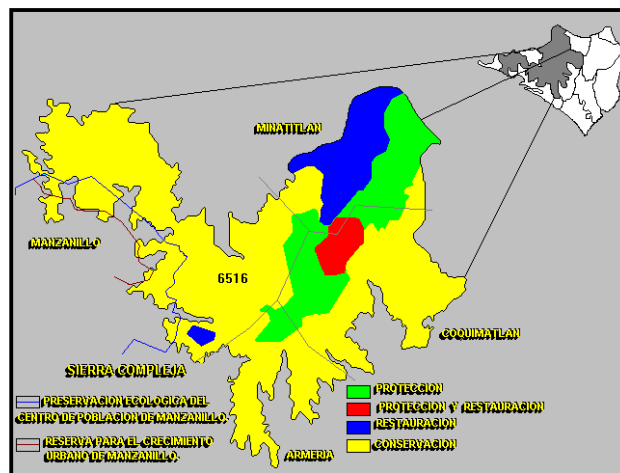 MINATITLAN
MANZANILLO
6516
COQUIMATLAN
SIERRA COMPLEJA
PRESERVACION ECOLOGICA DEL
CENTRO DE POBLACION DE MANZANILLO.
RESERVA PARA EL CRECIMIENTO
URBANO DE MANZANILLO.
ARMERIA
PROTECCION
PROTECCION Y RESTAURACION
RESTAURACION
CONSERVACION